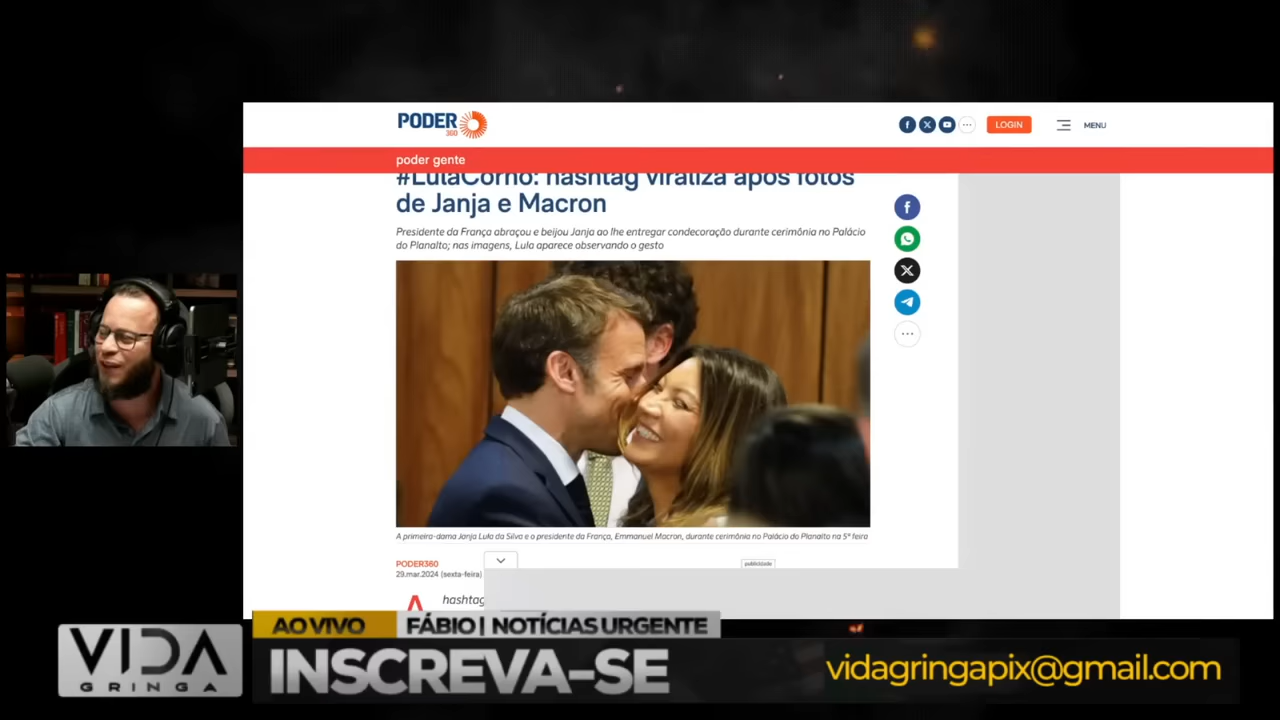 PODER
360
LOGIN
MENU
poder gente
#LulaCorno: hashtag viraliza após fotos
de Janja e Macron
Presidente da França abraçou e beijou Janja ao lhe entregar condecoração durante cerimônia no Palácio
do Planalto; nas imagens, Lula aparece observando o gesto
A primeira-dama Janja Lula da Silva e o presidente da França, Emmanuel Macron, durante cerimônia no Palácio do Planalto na 5ª feira
PODER360
29.mar.2024 (sexta-feira)
publicidade
A hashtag
AO VIVO
FÁBIO | NOTÍCIAS URGENTE
VIDA
GRINGA
INSCREVA-SE
vidagringapix@gmail.com